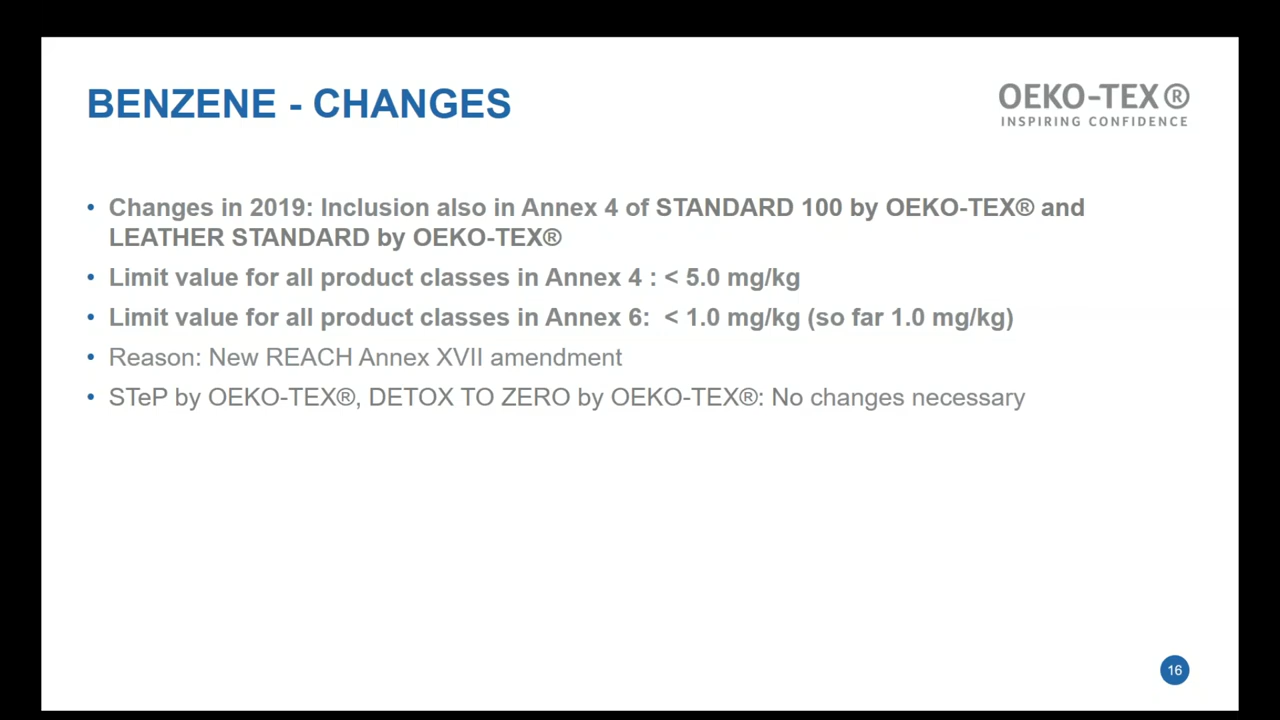 BENZENE - CHANGES
OEKO-TEX®
INSPIRING CONFIDENCE
• Changes in 2019: Inclusion also in Annex 4 of STANDARD 100 by OEKO-TEX® and
LEATHER STANDARD by OEKO-TEX®
• Limit value for all product classes in Annex 4 : < 5.0 mg/kg
• Limit value for all product classes in Annex 6:  < 1.0 mg/kg (so far 1.0 mg/kg)
• Reason: New REACH Annex XVII amendment
• STeP by OEKO-TEX®, DETOX TO ZERO by OEKO-TEX®: No changes necessary
16